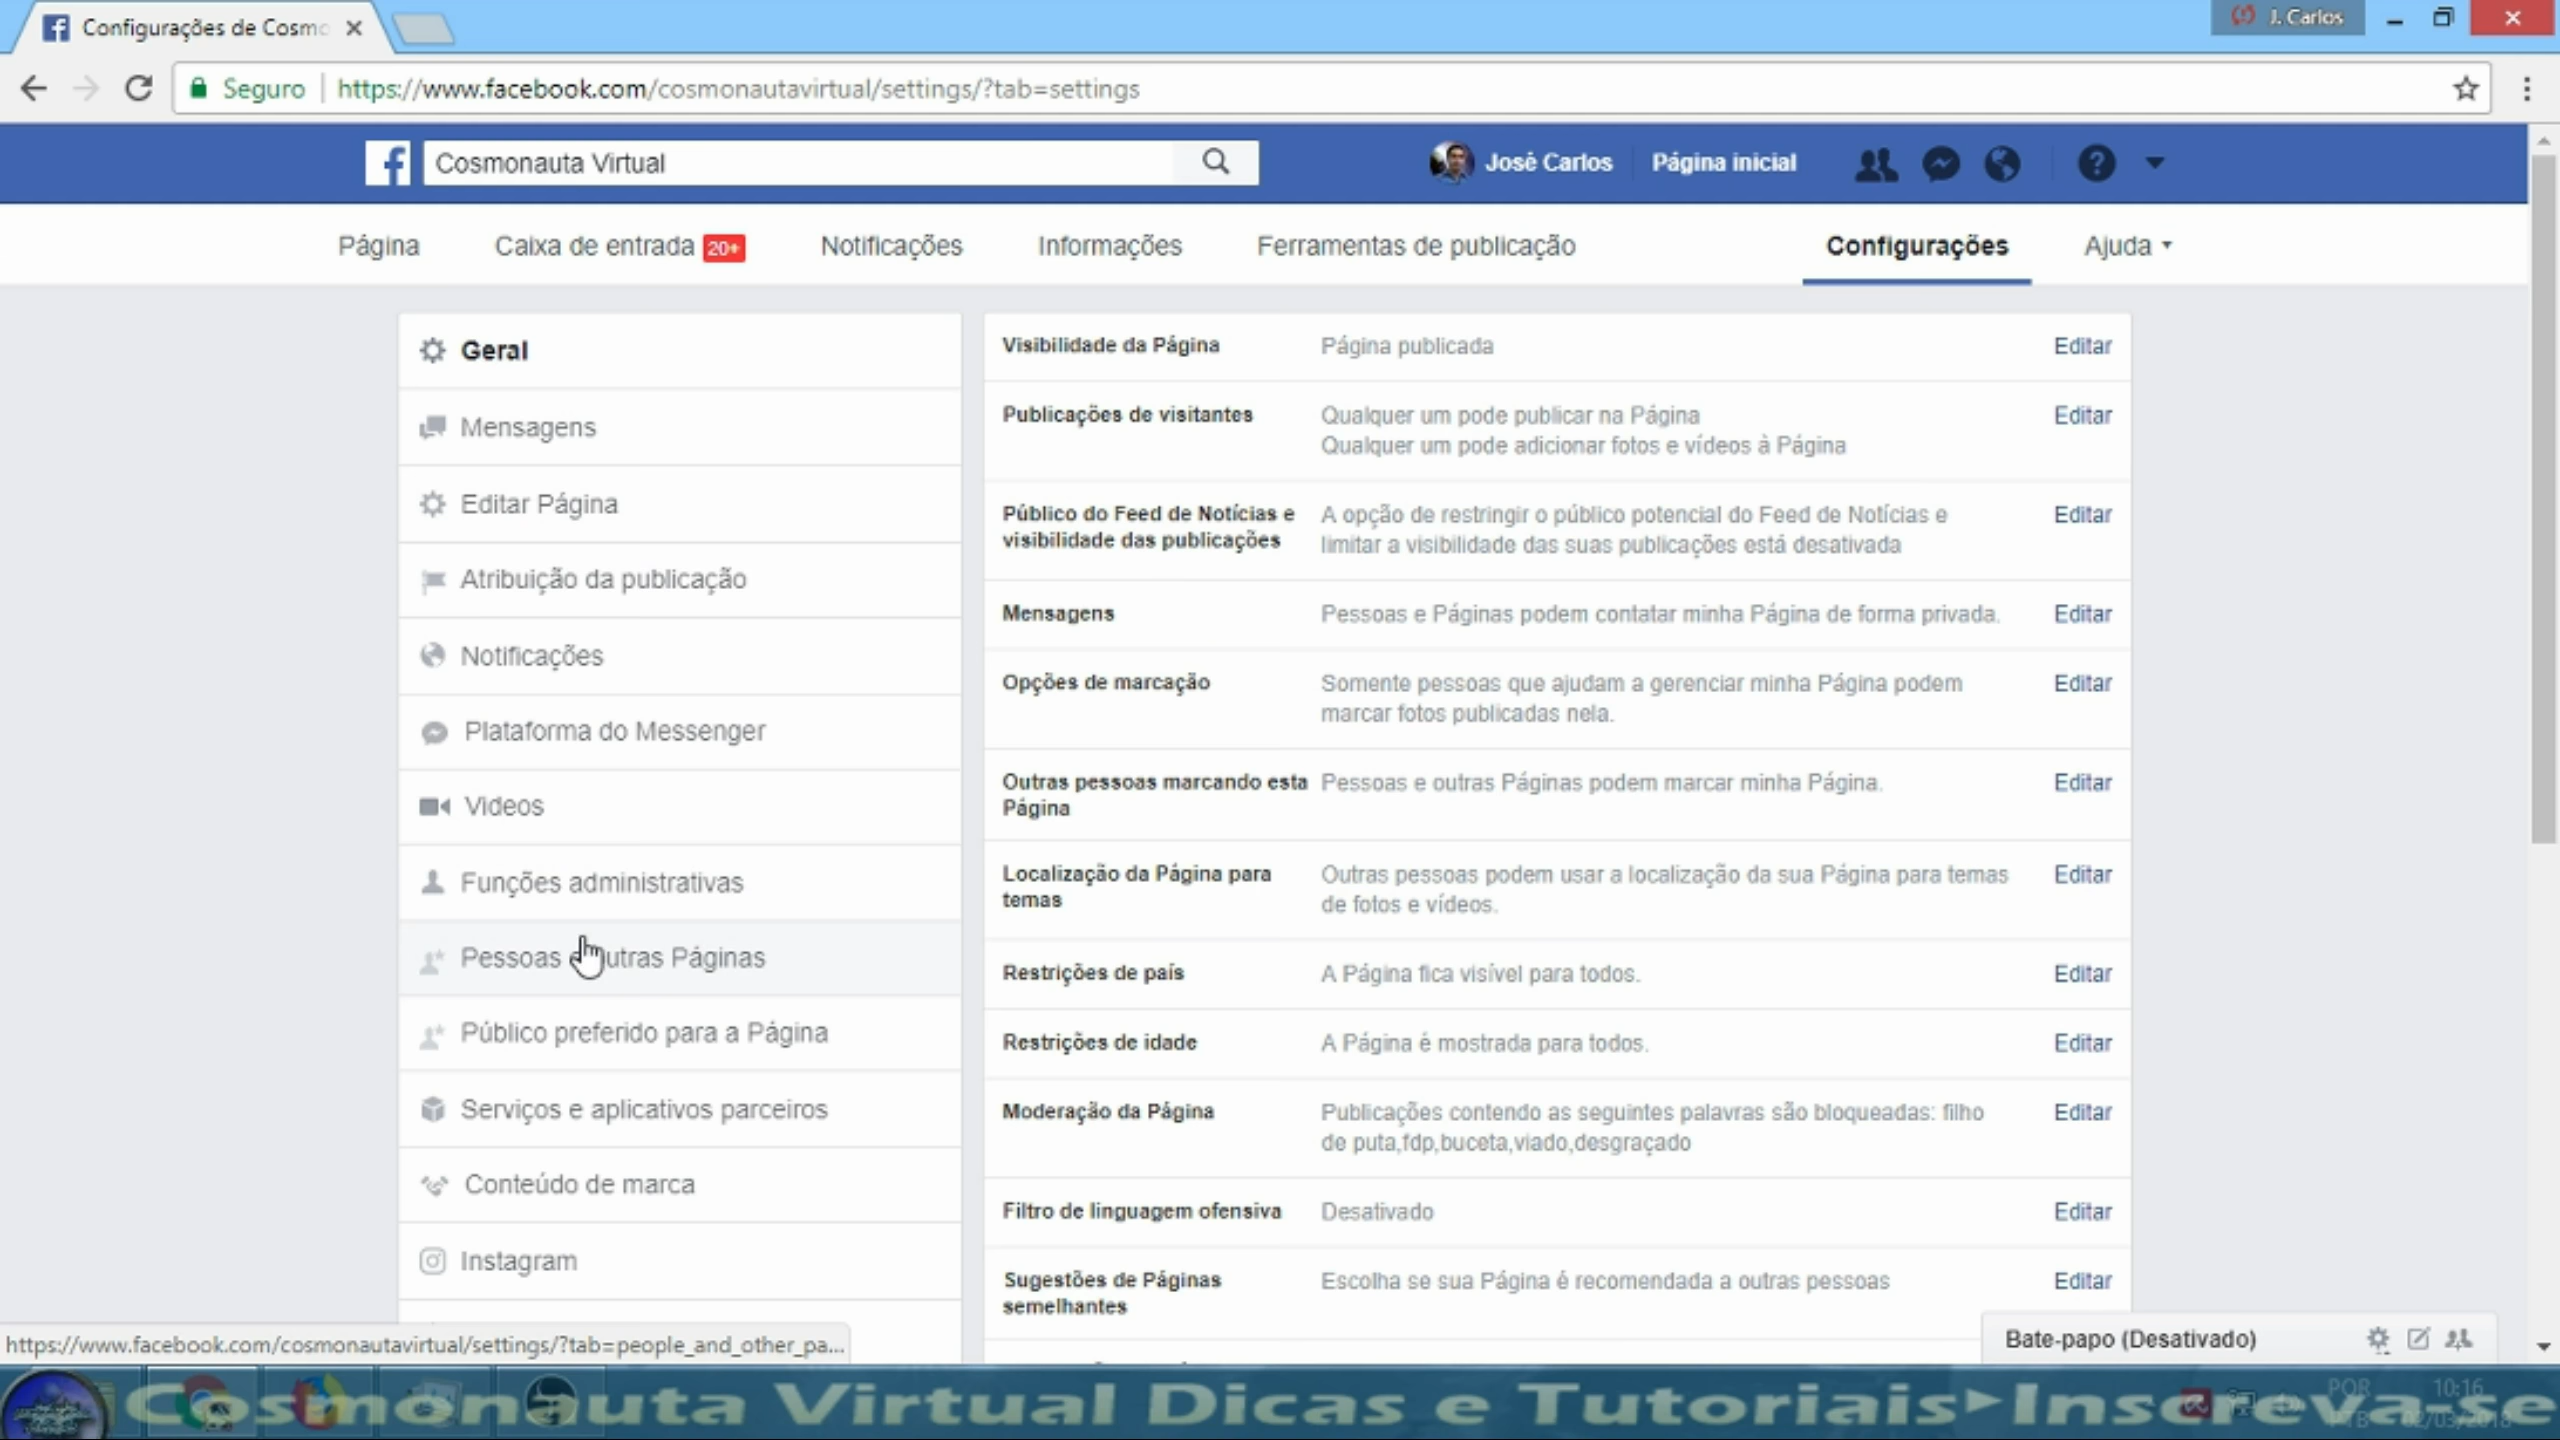 Configurações de Cosmo
J. Carlos
Seguro
https://www.facebook.com/cosmonautavirtual/settings/?tab=settings
Cosmonauta Virtual
José Carlos
Página inicial
Página
Caixa de entrada 20+
Notificações
Informações
Ferramentas de publicação
Configurações
Ajuda
Geral
Mensagens
Editar Página
Atribuição da publicação
Notificações
Plataforma do Messenger
Videos
Funções administrativas
Pessoas e outras Páginas
Público preferido para a Página
Serviços e aplicativos parceiros
Conteúdo de marca
Instagram
Visibilidade da Página
Página publicada
Editar
Publicações de visitantes
Qualquer um pode publicar na Página
Qualquer um pode adicionar fotos e vídeos à Página
Editar
Público do Feed de Notícias e
visibilidade das publicações
A opção de restringir o público potencial do Feed de Notícias e
limitar a visibilidade das suas publicações está desativada
Editar
Mensagens
Pessoas e Páginas podem contatar minha Página de forma privada.
Editar
Opções de marcação
Somente pessoas que ajudam a gerenciar minha Página podem
marcar fotos publicadas nela.
Editar
Outras pessoas marcando esta
Página
Pessoas e outras Páginas podem marcar minha Página.
Editar
Localização da Página para
temas
Outras pessoas podem usar a localização da sua Página para temas
de fotos e vídeos.
Editar
Restrições de país
A Página fica visível para todos.
Editar
Restrições de idade
A Página é mostrada para todos.
Editar
Moderação da Página
Publicações contendo as seguintes palavras são bloqueadas: filho
de puta,fdp,buceta,viado,desgraçado
Editar
Filtro de linguagem ofensiva
Desativado
Editar
Sugestões de Páginas
semelhantes
Escolha se sua Página é recomendada a outras pessoas
Editar
Bate-papo (Desativado)
https://www.facebook.com/cosmonautavirtual/settings/?tab=people_and_other_pa...
Cosmonauta Virtual Dicas e Tutoriais►Inscreva-se
POR
PTB
10:16